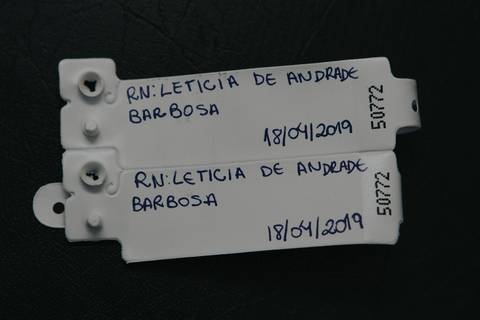 RN: LETICIA DE ANDRADE
BARBOSA
18/04/2019
50772
RN: LETICIA DE ANDRADE
BARBOSA
18/04/2019
50772